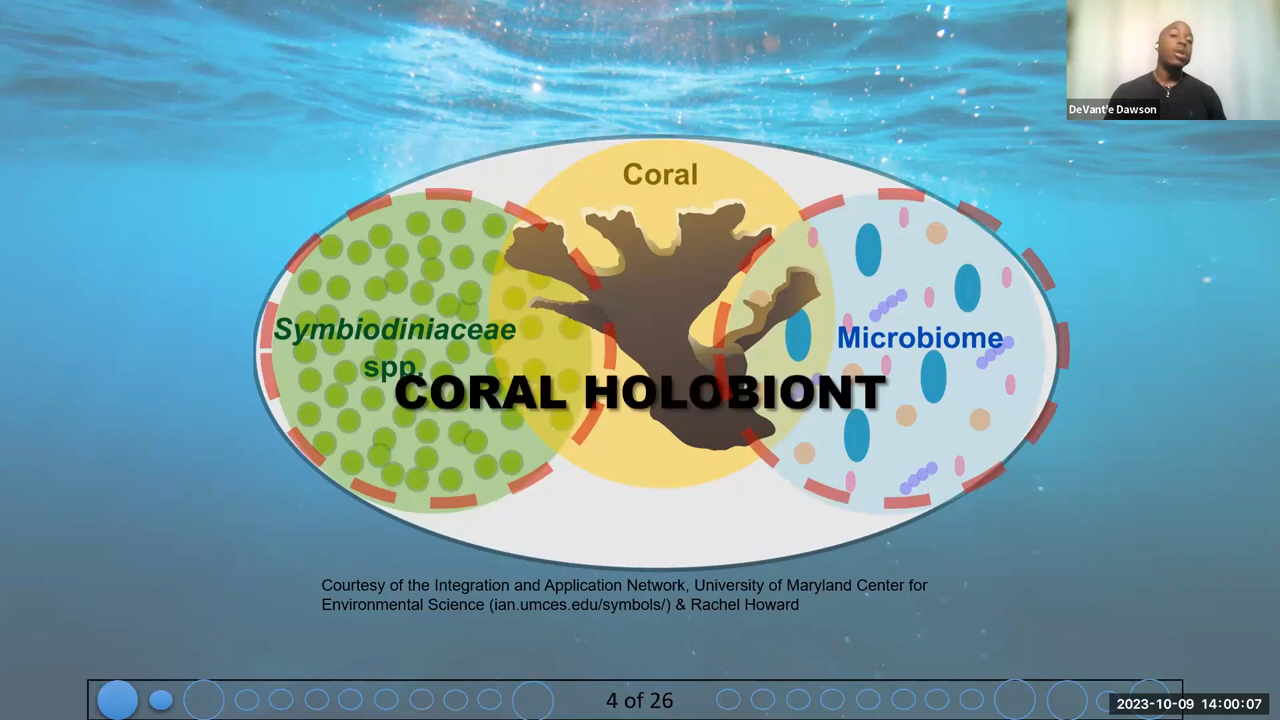 DeVant'e Dawson
Coral
Symbiodiniaceae
spp.
Microbiome
CORAL HOLOBIONT
Courtesy of the Integration and Application Network, University of Maryland Center for
Environmental Science (ian.umces.edu/symbols/) & Rachel Howard
4 of 26
2023-10-09 14:00:07